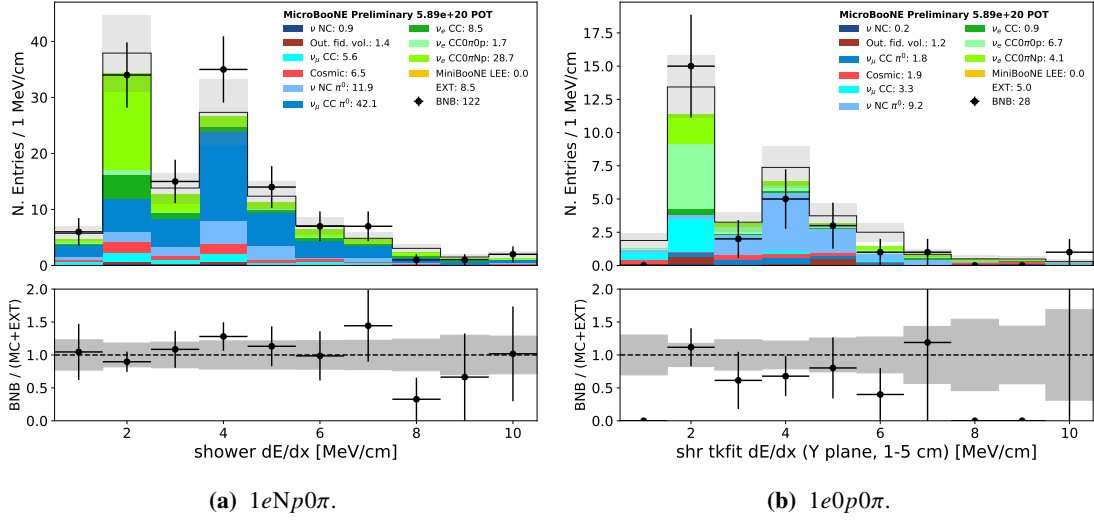 MicroBooNE Preliminary 5.89e+20 POT
ν NC: 0.9
Out. fid. vol.: 1.4
νμ CC: 5.6
Cosmic: 6.5
ν NC π⁰: 11.9
νμ CC π⁰: 42.1
νe CC: 8.5
νe CC0π0p: 1.7
νe CC0πNp: 28.7
MiniBooNE LEE: 0.0
EXT: 8.5
BNB: 122
N. Entries / 1 MeV/cm
40
30
20
10
0
BNB / (MC+EXT)
2.0
1.5
1.0
0.5
0.0
2 4 6 8 10
shower dE/dx [MeV/cm]
(a) 1eNp0π.
MicroBooNE Preliminary 5.89e+20 POT
ν NC: 0.2
Out. fid. vol.: 1.2
νμ CC π⁰: 1.8
Cosmic: 1.9
νμ CC: 3.3
ν NC π⁰: 9.2
νe CC: 0.9
νe CC0π0p: 6.7
νe CC0πNp: 4.1
MiniBooNE LEE: 0.0
EXT: 5.0
BNB: 28
N. Entries / 1 MeV/cm
17.5
15.0
12.5
10.0
7.5
5.0
2.5
0.0
BNB / (MC+EXT)
2.0
1.5
1.0
0.5
0.0
2 4 6 8 10
shr tkfit dE/dx (Y plane, 1-5 cm) [MeV/cm]
(b) 1e0p0π.